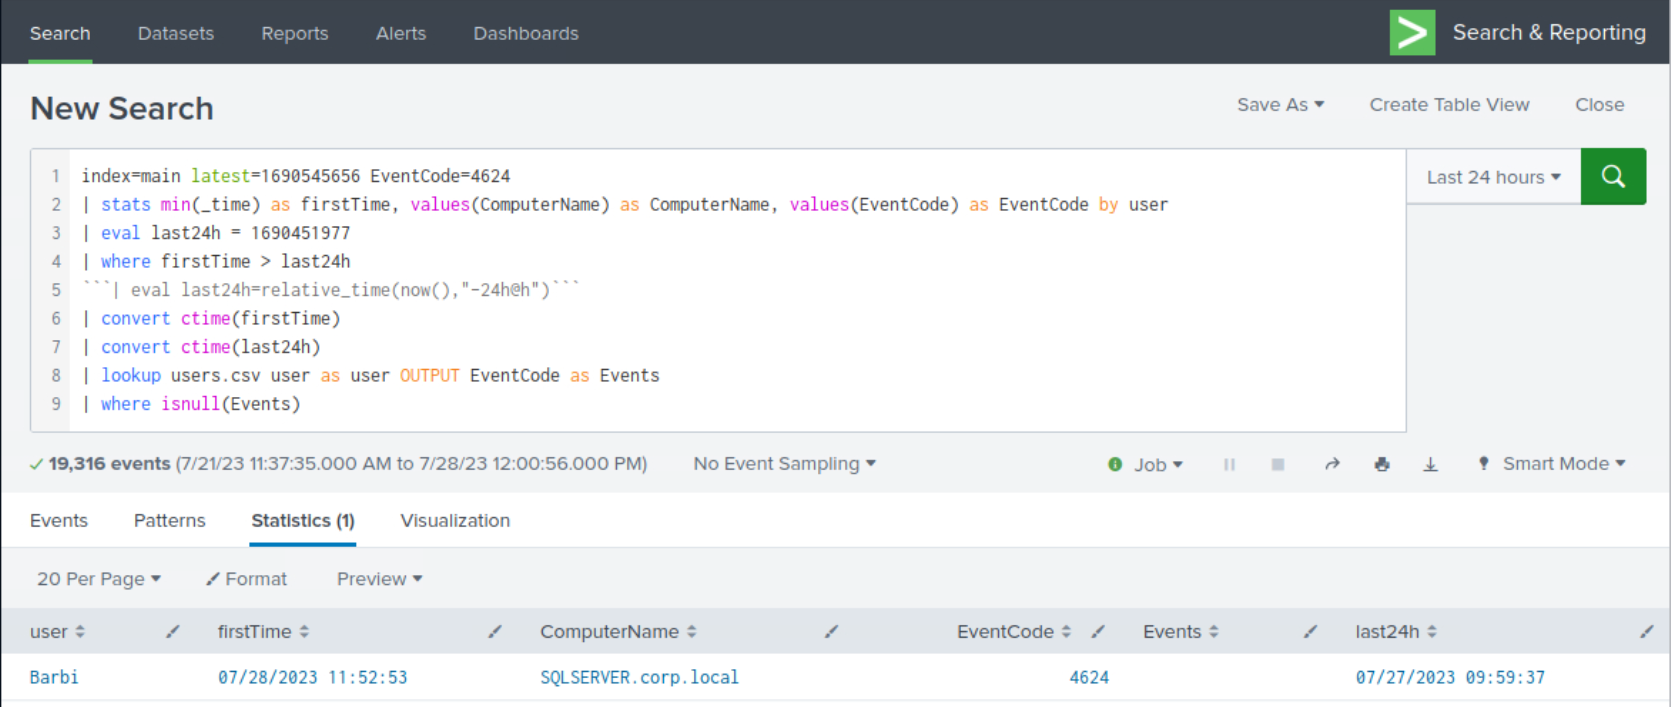 Search Datasets Reports Alerts Dashboards Search & Reporting
New Search Save As Create Table View Close
1 index=main latest=1690545656 EventCode=4624 Last 24 hours
2 | stats min(_time) as firstTime, values(ComputerName) as ComputerName, values(EventCode) as EventCode by user
3 | eval last24h = 1690451977
4 | where firstTime > last24h
5 ```| eval last24h=relative_time(now(),"-24h@h")```
6 | convert ctime(firstTime)
7 | convert ctime(last24h)
8 | lookup users.csv user as user OUTPUT EventCode as Events
9 | where isnull(Events)
19,316 events (7/21/23 11:37:35.000 AM to 7/28/23 12:00:56.000 PM) No Event Sampling Job Smart Mode
Events Patterns Statistics (1) Visualization
20 Per Page Format Preview
user firstTime ComputerName EventCode Events last24h
Barbi 07/28/2023 11:52:53 SQLSERVER.corp.local 4624 07/27/2023 09:59:37